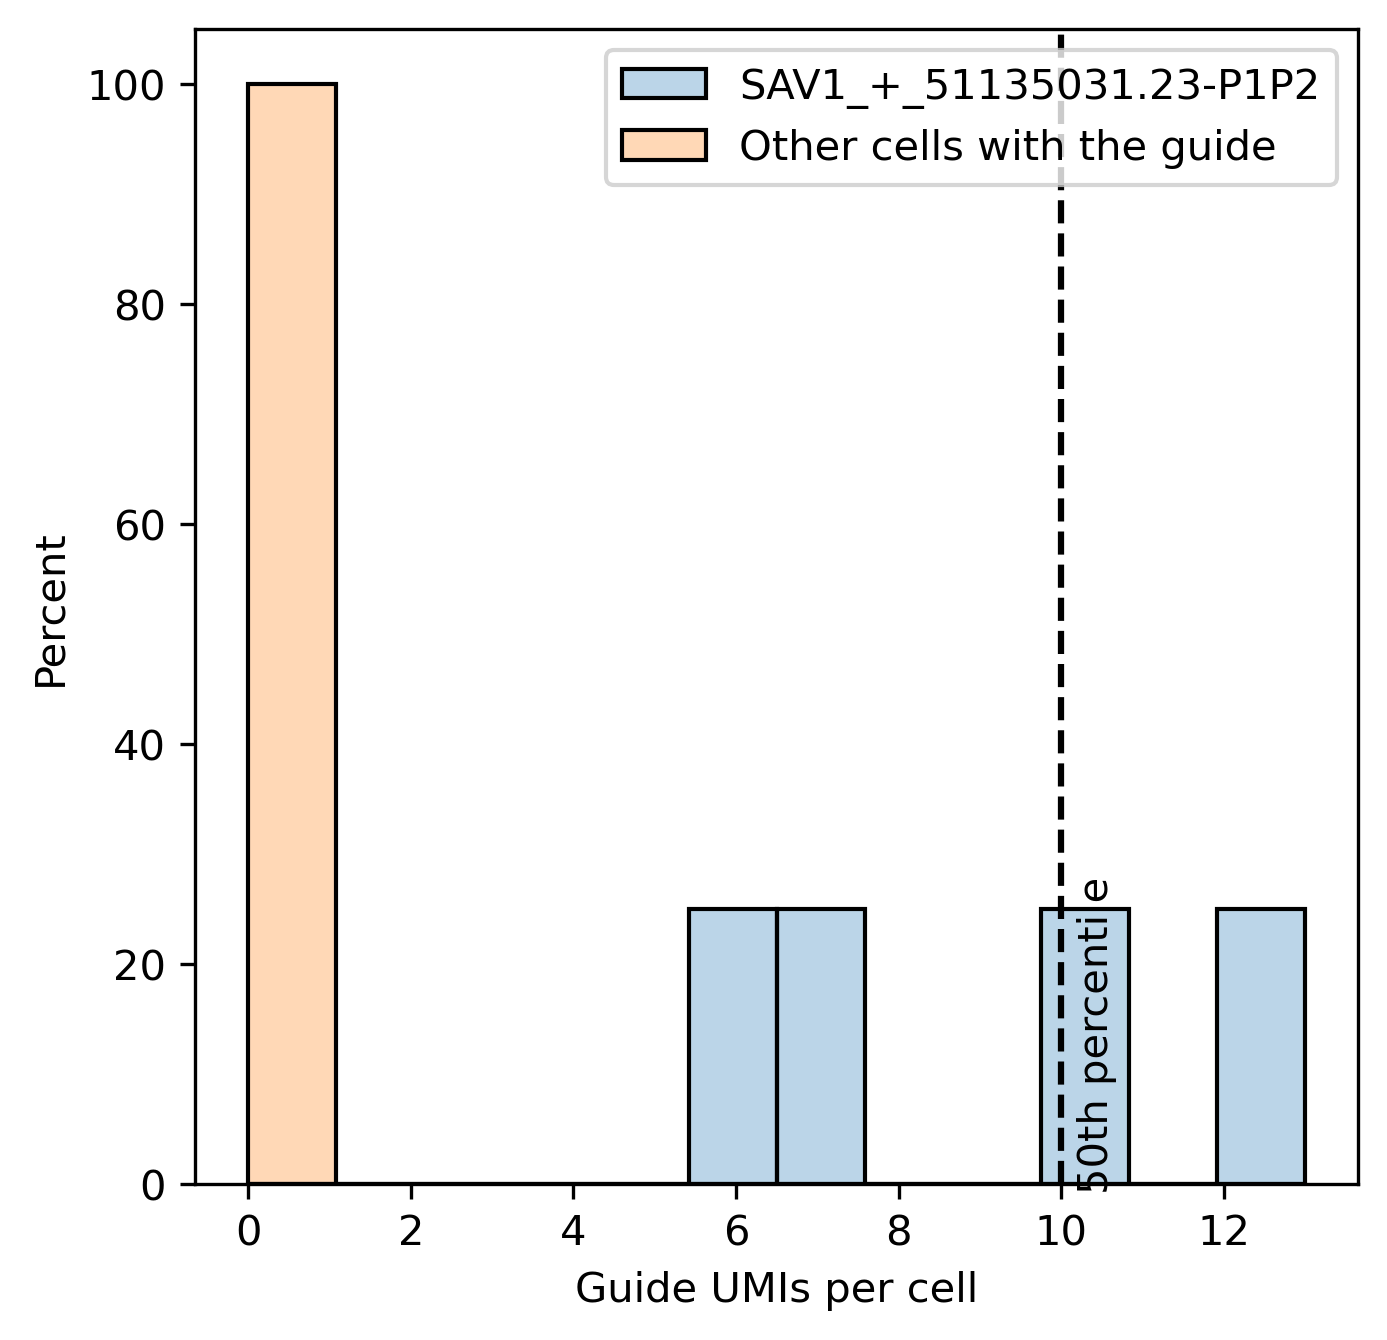 SAV1_+_51135031.23-P1P2
Other cells with the guide
100
80
60
40
20
0
Percent
50th percenti e
0 2 4 6 8 10 12
Guide UMIs per cell